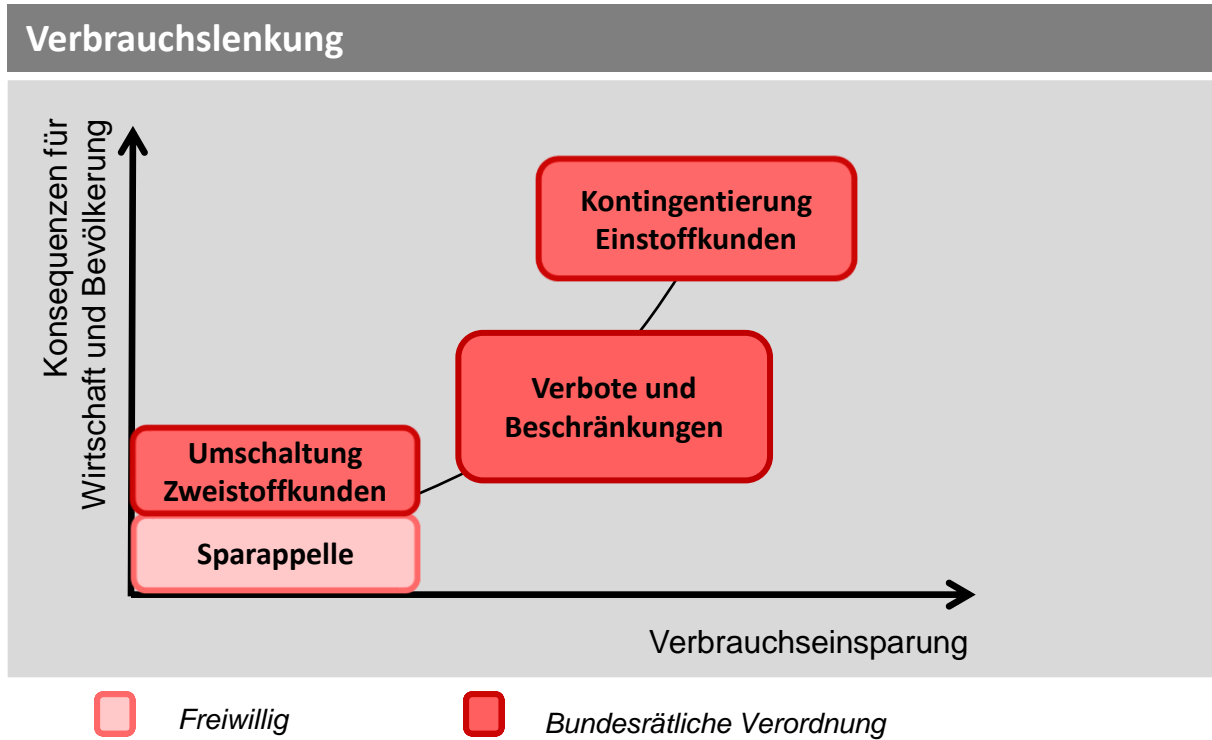 Verbrauchslenkung
Konsequenzen für
Wirtschaft und Bevölkerung
Kontingentierung
Einstoffkunden
Verbote und
Beschränkungen
Umschaltung
Zweistoffkunden
Sparappelle
Verbrauchseinsparung
Freiwillig
Bundesrätliche Verordnung